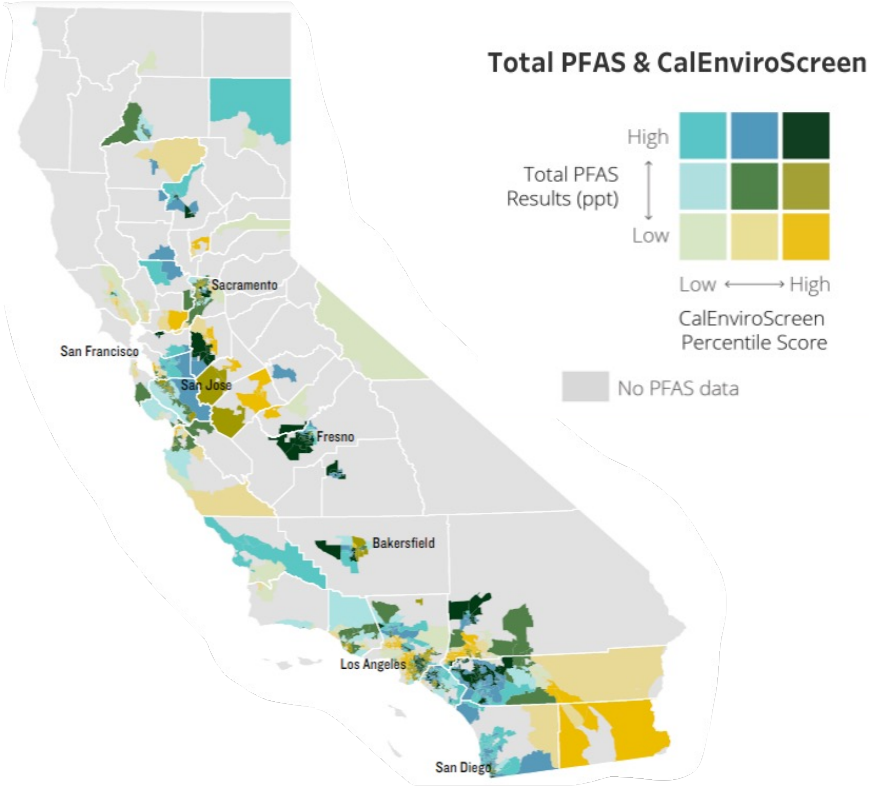 Total PFAS & CalEnviroScreen
High
Total PFAS
Results (ppt)
Low
Low High
CalEnviroScreen
Percentile Score
No PFAS data
Sacramento
San Francisco
San Jose
Fresno
Bakersfield
Los Angeles
San Diego